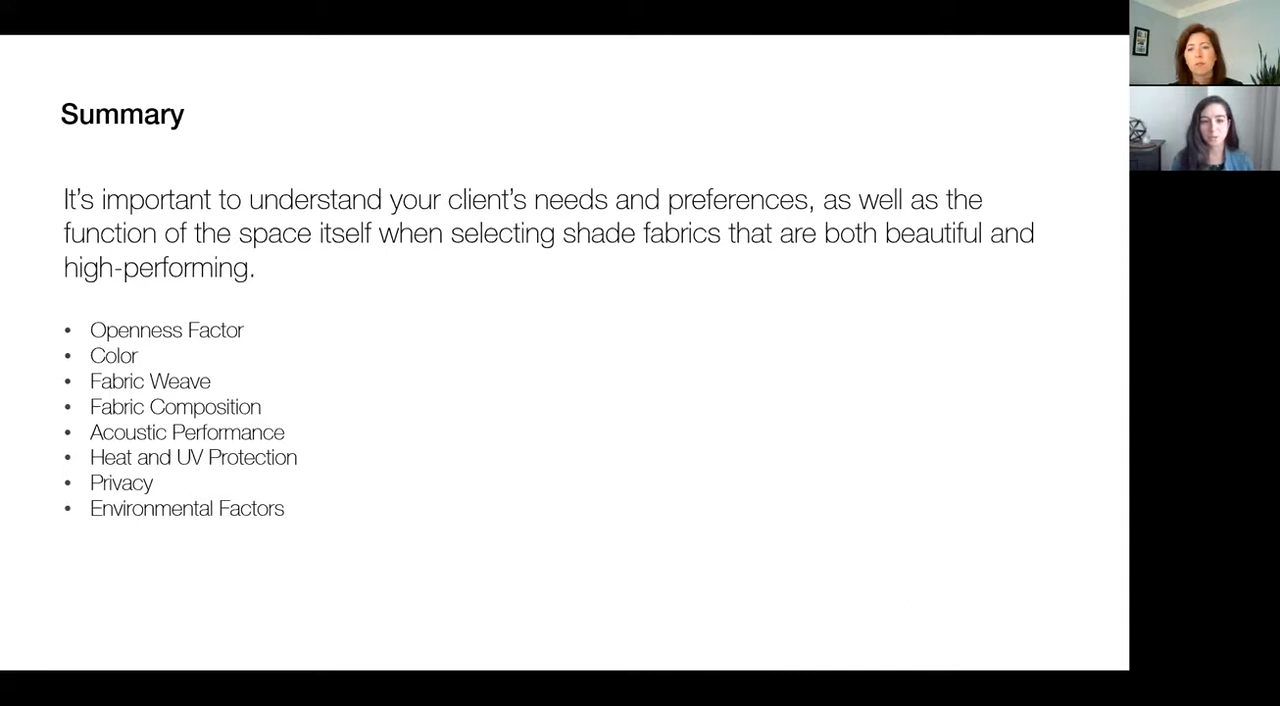 Summary
It's important to understand your client's needs and preferences, as well as the
function of the space itself when selecting shade fabrics that are both beautiful and
high-performing.
• Openness Factor
• Color
• Fabric Weave
• Fabric Composition
• Acoustic Performance
• Heat and UV Protection
• Privacy
• Environmental Factors